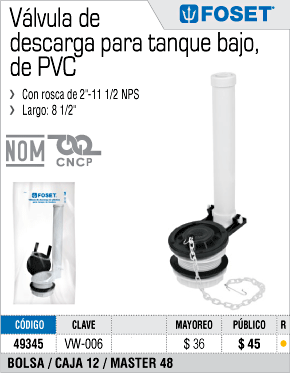 Válvula de
descarga para tanque bajo,
de PVC
FOSET
Con rosca de 2"-11 1/2 NPS
Largo: 8 1/2"
NOM
CNCP
FOSET
CÓDIGO CLAVE MAYOREO PÚBLICO R
49345 VW-006 $ 36 $ 45
BOLSA / CAJA 12 / MASTER 48